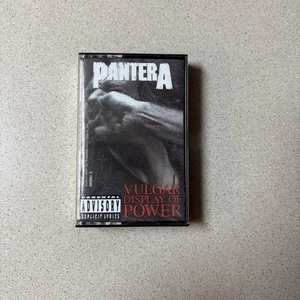 PANTERA
VULGAR
DISPLAY OF
POWER
PARENTAL
ADVISORY
EXPLICIT LYRICS